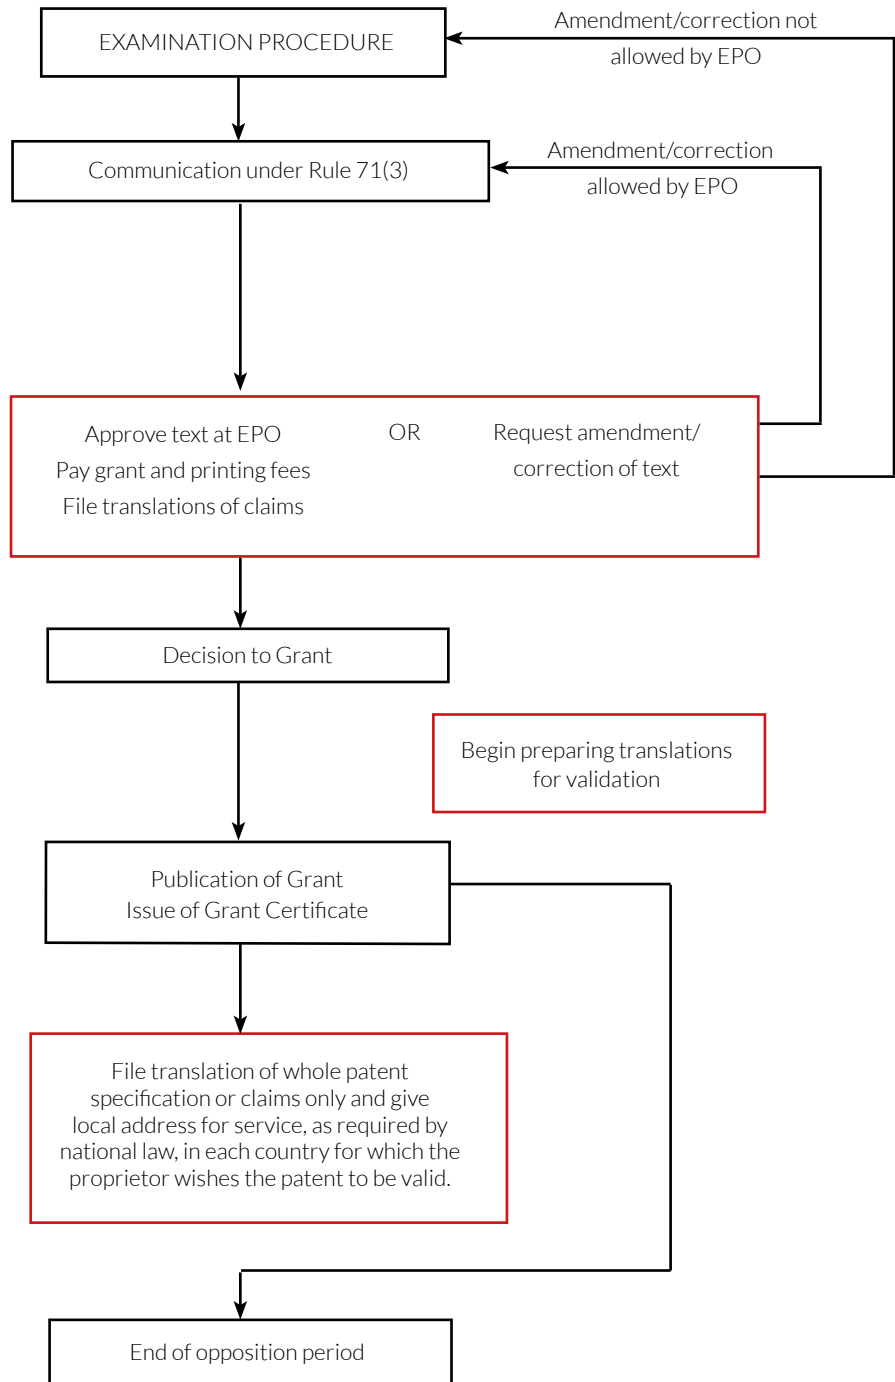 EXAMINATION PROCEDURE
Amendment/correction not
allowed by EPO
Communication under Rule 71(3)
Amendment/correction
allowed by EPO
Approve text at EPO
Pay grant and printing fees
File translations of claims
OR
Request amendment/
correction of text
Decision to Grant
Begin preparing translations
for validation
Publication of Grant
Issue of Grant Certificate
File translation of whole patent
specification or claims only and give
local address for service, as required by
national law, in each country for which the
proprietor wishes the patent to be valid.
End of opposition period